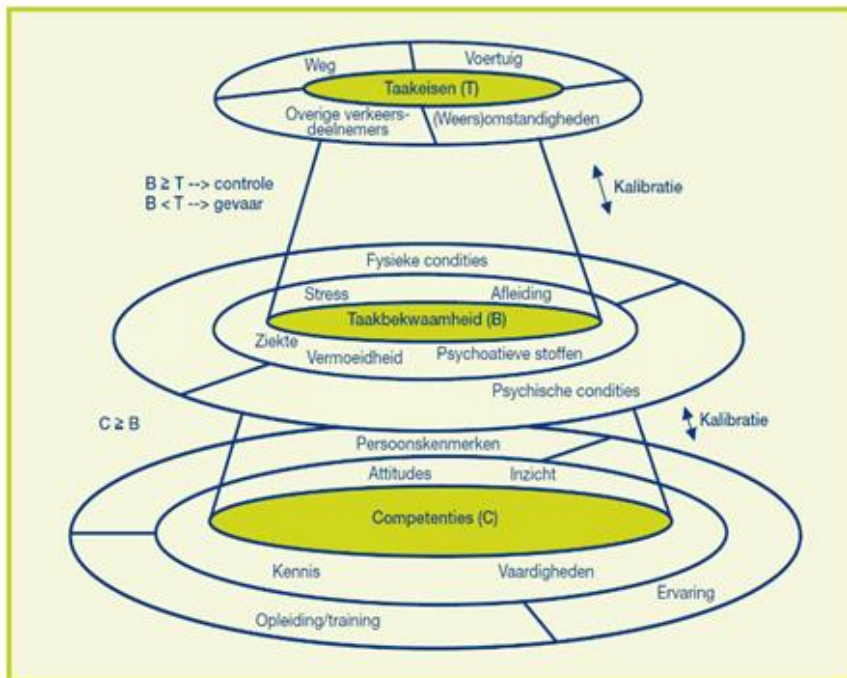 Weg
Voertuig
Taakeisen (T)
Overige verkeers-
deelnemers
(Weers)omstandigheden
B ≥ T --> controle
B < T --> gevaar
Kalibratie
Fysieke condities
Stress
Afleiding
Taakbekwaamheid (B)
Ziekte
Vermoeidheid
Psychoatieve stoffen
Psychische condities
C ≥ B
Kalibratie
Persoonskenmerken
Attitudes
Inzicht
Competenties (C)
Kennis
Vaardigheden
Ervaring
Opleiding/training